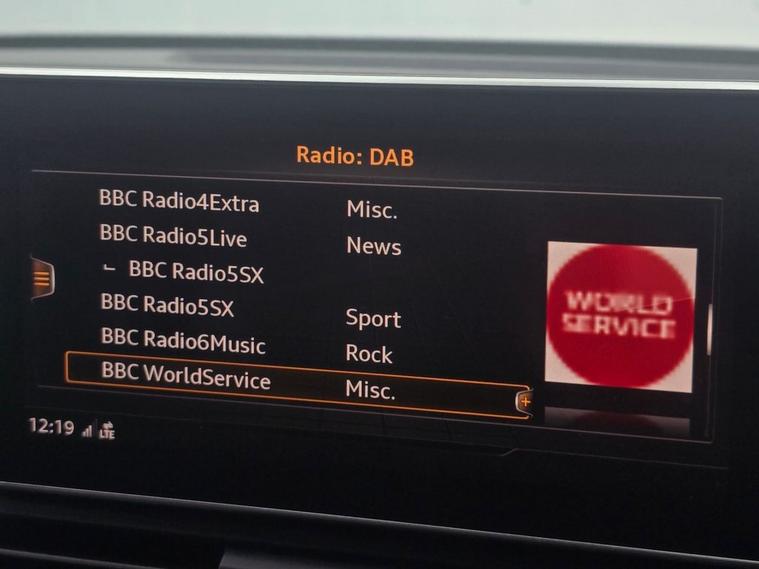 Radio: DAB
BBC Radio4Extra Misc.
BBC Radio5Live News
BBC Radio5SX
BBC Radio5SX Sport
BBC Radio6Music Rock
BBC WorldService Misc.
WORLD
SERVICE
12:19 LTE